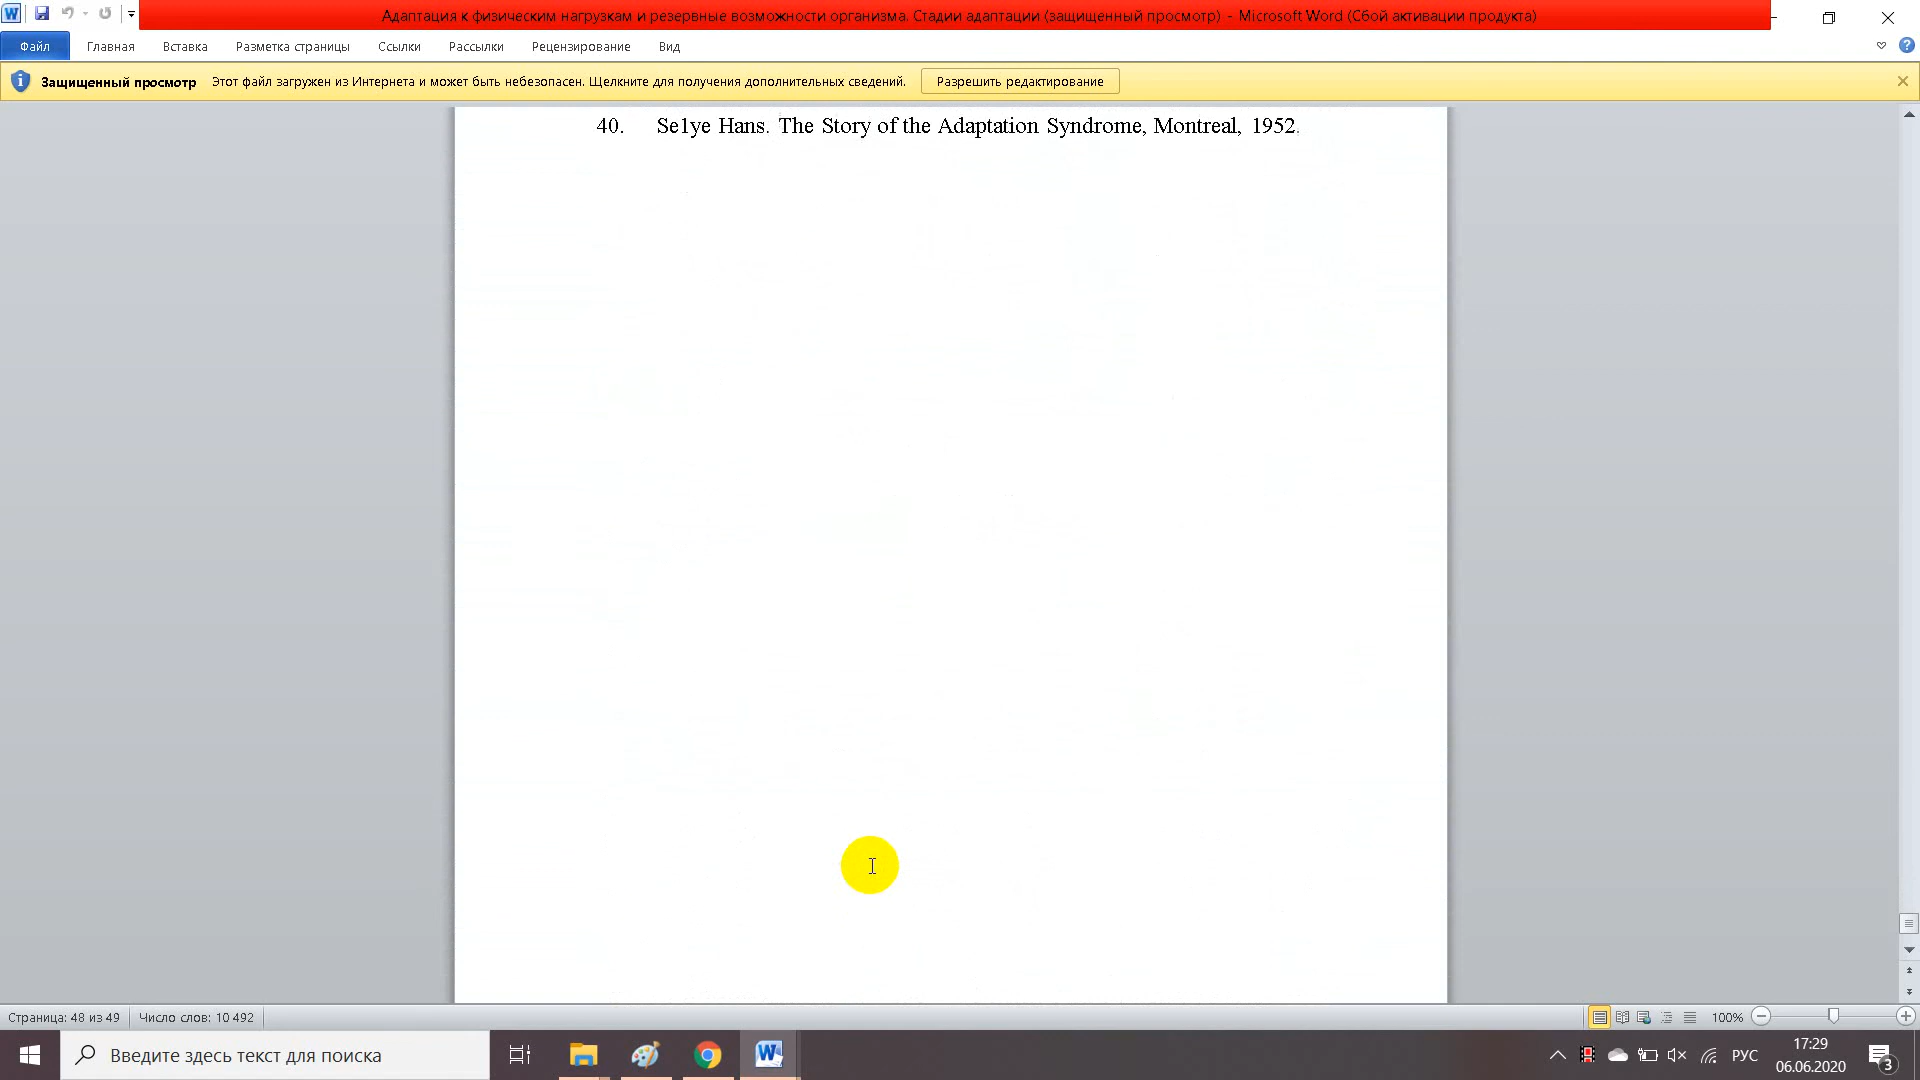 Адаптация к физическим нагрузкам и резервные возможности организма. Стадии адаптации (защищенный просмотр) - Microsoft Word (Сбой активации продукта)
Файл Главная Вставка Разметка страницы Ссылки Рассылки Рецензирование Вид
Защищенный просмотр Этот файл загружен из Интернета и может быть небезопасен. Щелкните для получения дополнительных сведений. Разрешить редактирование
40. Se1ye Hans. The Story of the Adaptation Syndrome, Montreal, 1952.
Страница: 48 из 49 Число слов: 10 492 100%
Введите здесь текст для поиска
РУС
17:29
06.06.2020
3